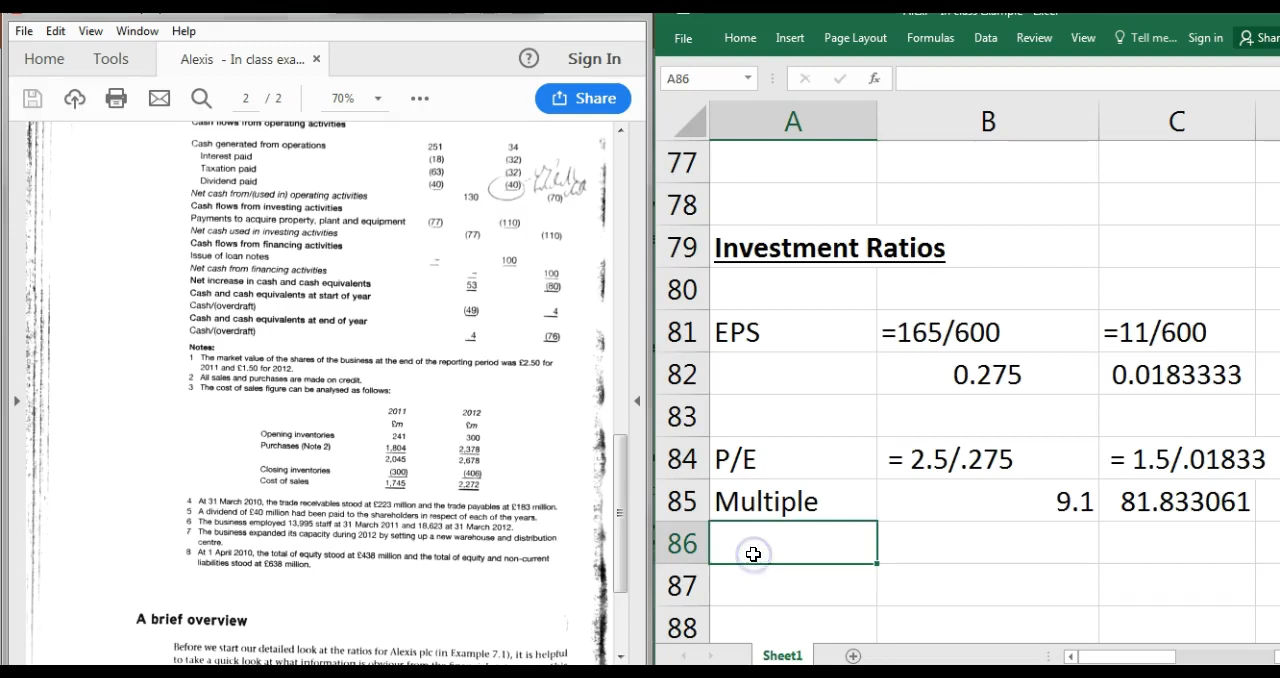 File Edit View Window Help
Home Tools Alexis - In class exa... × ? Sign In
2 / 2 70% Share
Cash flows from operating activities
Cash generated from operations 251 34
Interest paid (18) (32)
Taxation paid (63) (32)
Dividend paid (40) (40)
Net cash from/(used in) operating activities 130 (70)
Cash flows from investing activities
Payments to acquire property, plant and equipment (77) (110)
Net cash used in investing activities (77) (110)
Cash flows from financing activities
Issue of loan notes – 100
Net cash from financing activities – 100
Net increase in cash and cash equivalents 53 (80)
Cash and cash equivalents at start of year
Cash/(overdraft) (49) 4
Cash and cash equivalents at end of year
Cash/(overdraft) 4 (76)
Notes:
1 The market value of the shares of the business at the end of the reporting period was £2.50 for
2011 and £1.50 for 2012.
2 All sales and purchases are made on credit.
3 The cost of sales figure can be analysed as follows:
2011 2012
£m £m
Opening inventories 241 300
Purchases (Note 2) 1,804 2,378
2,045 2,678
Closing inventories (300) (406)
Cost of sales 1,745 2,272
4 At 31 March 2010, the trade receivables stood at £223 million and the trade payables at £183 million.
5 A dividend of £40 million had been paid to the shareholders in respect of each of the years.
6 The business employed 13,995 staff at 31 March 2011 and 18,623 at 31 March 2012.
7 The business expanded its capacity during 2012 by setting up a new warehouse and distribution
centre.
8 At 1 April 2010, the total of equity stood at £438 million and the total of equity and non-current
liabilities stood at £638 million.
A brief overview
Before we start our detailed look at the ratios for Alexis plc (in Example 7.1), it is helpful
to take a quick look at what information is obvious from the
File Home Insert Page Layout Formulas Data Review View Tell me... Sign in Shar
A86 fx
A B C
77
78
79 Investment Ratios
80
81 EPS =165/600 =11/600
82 0.275 0.0183333
83
84 P/E = 2.5/.275 = 1.5/.01833
85 Multiple 9.1 81.833061
86
87
88
Sheet1